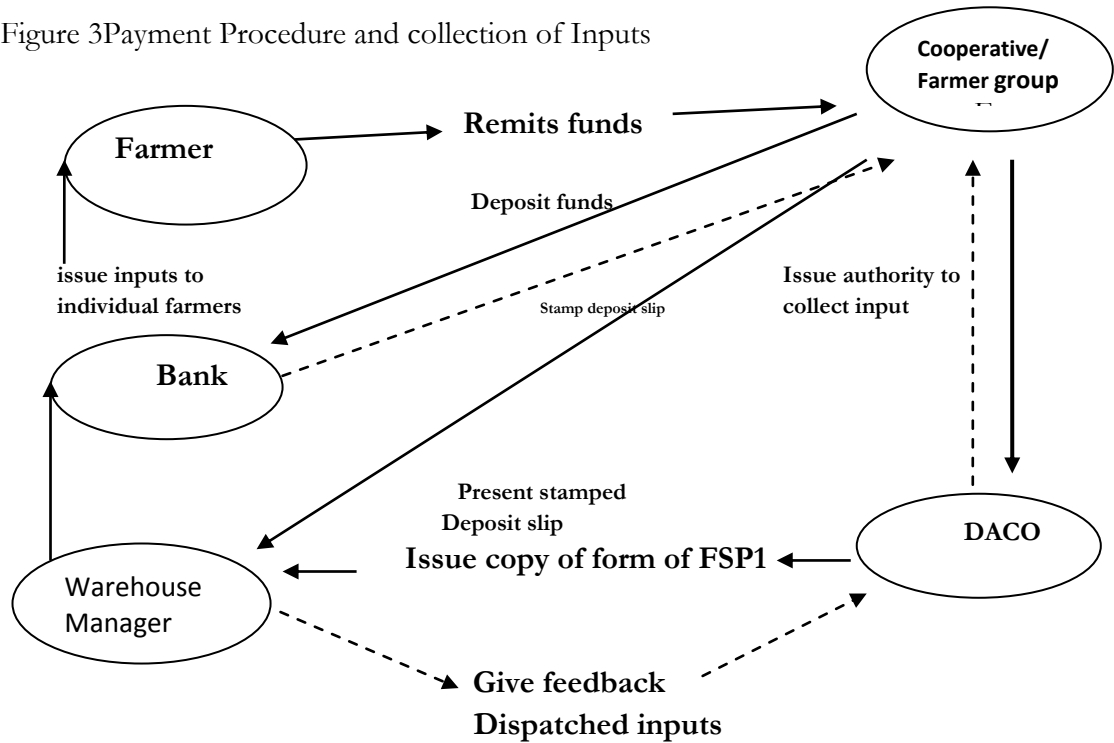 Figure 3Payment Procedure and collection of Inputs
Cooperative/
Farmer group
Farmer
Remits funds
Deposit funds
issue inputs to
individual farmers
Stamp deposit slip
Issue authority to
collect input
Bank
Present stamped
Deposit slip
Issue copy of form of FSP1
DACO
Warehouse
Manager
Give feedback
Dispatched inputs